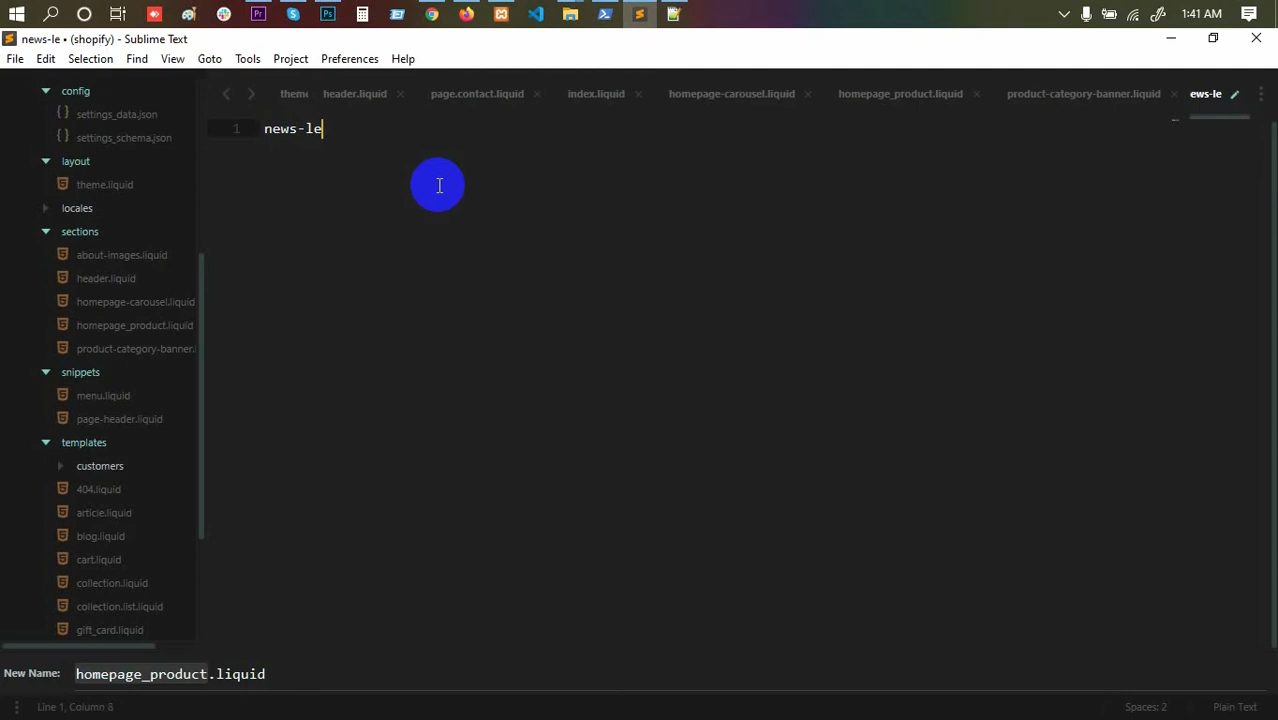 1:41 AM
news-le • (shopify) - Sublime Text
File Edit Selection Find View Goto Tools Project Preferences Help
theme header.liquid page.contact.liquid index.liquid homepage-carousel.liquid homepage_product.liquid product-category-banner.liquid ews-le
1 news-le
config
settings_data.json
settings_schema.json
layout
theme.liquid
locales
sections
about-images.liquid
header.liquid
homepage-carousel.liquid
homepage_product.liquid
product-category-banner.l
snippets
menu.liquid
page-header.liquid
templates
customers
404.liquid
article.liquid
blog.liquid
cart.liquid
collection.liquid
collection.list.liquid
gift_card.liquid
New Name: homepage_product.liquid
Line 1, Column 8 Spaces: 2 Plain Text